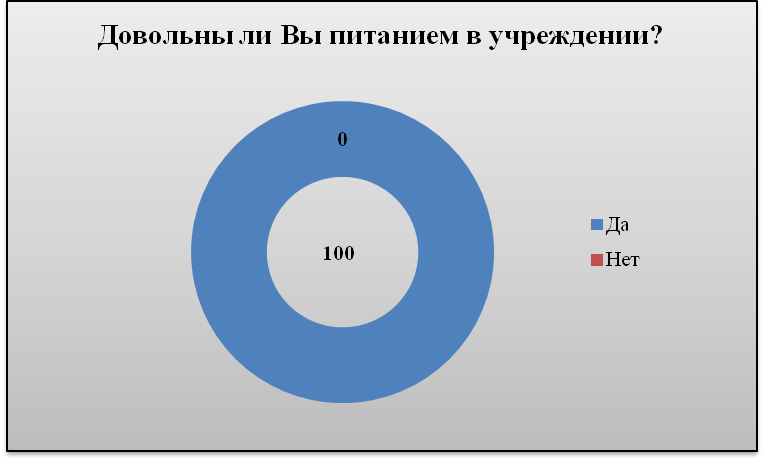 Довольны ли Вы питанием в учреждении?
0
100
Да
Нет